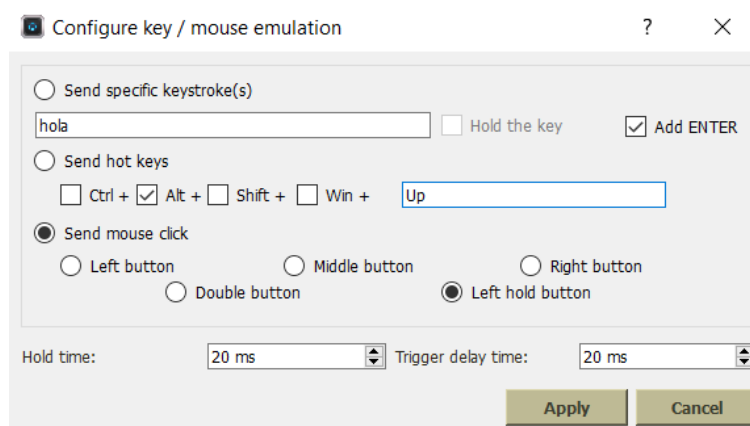 Configure key / mouse emulation ?
Send specific keystroke(s)
hola Hold the key Add ENTER
Send hot keys
Ctrl + Alt + Shift + Win + Up
Send mouse click
Left button Middle button Right button
Double button Left hold button
Hold time: 20 ms Trigger delay time: 20 ms
Apply Cancel